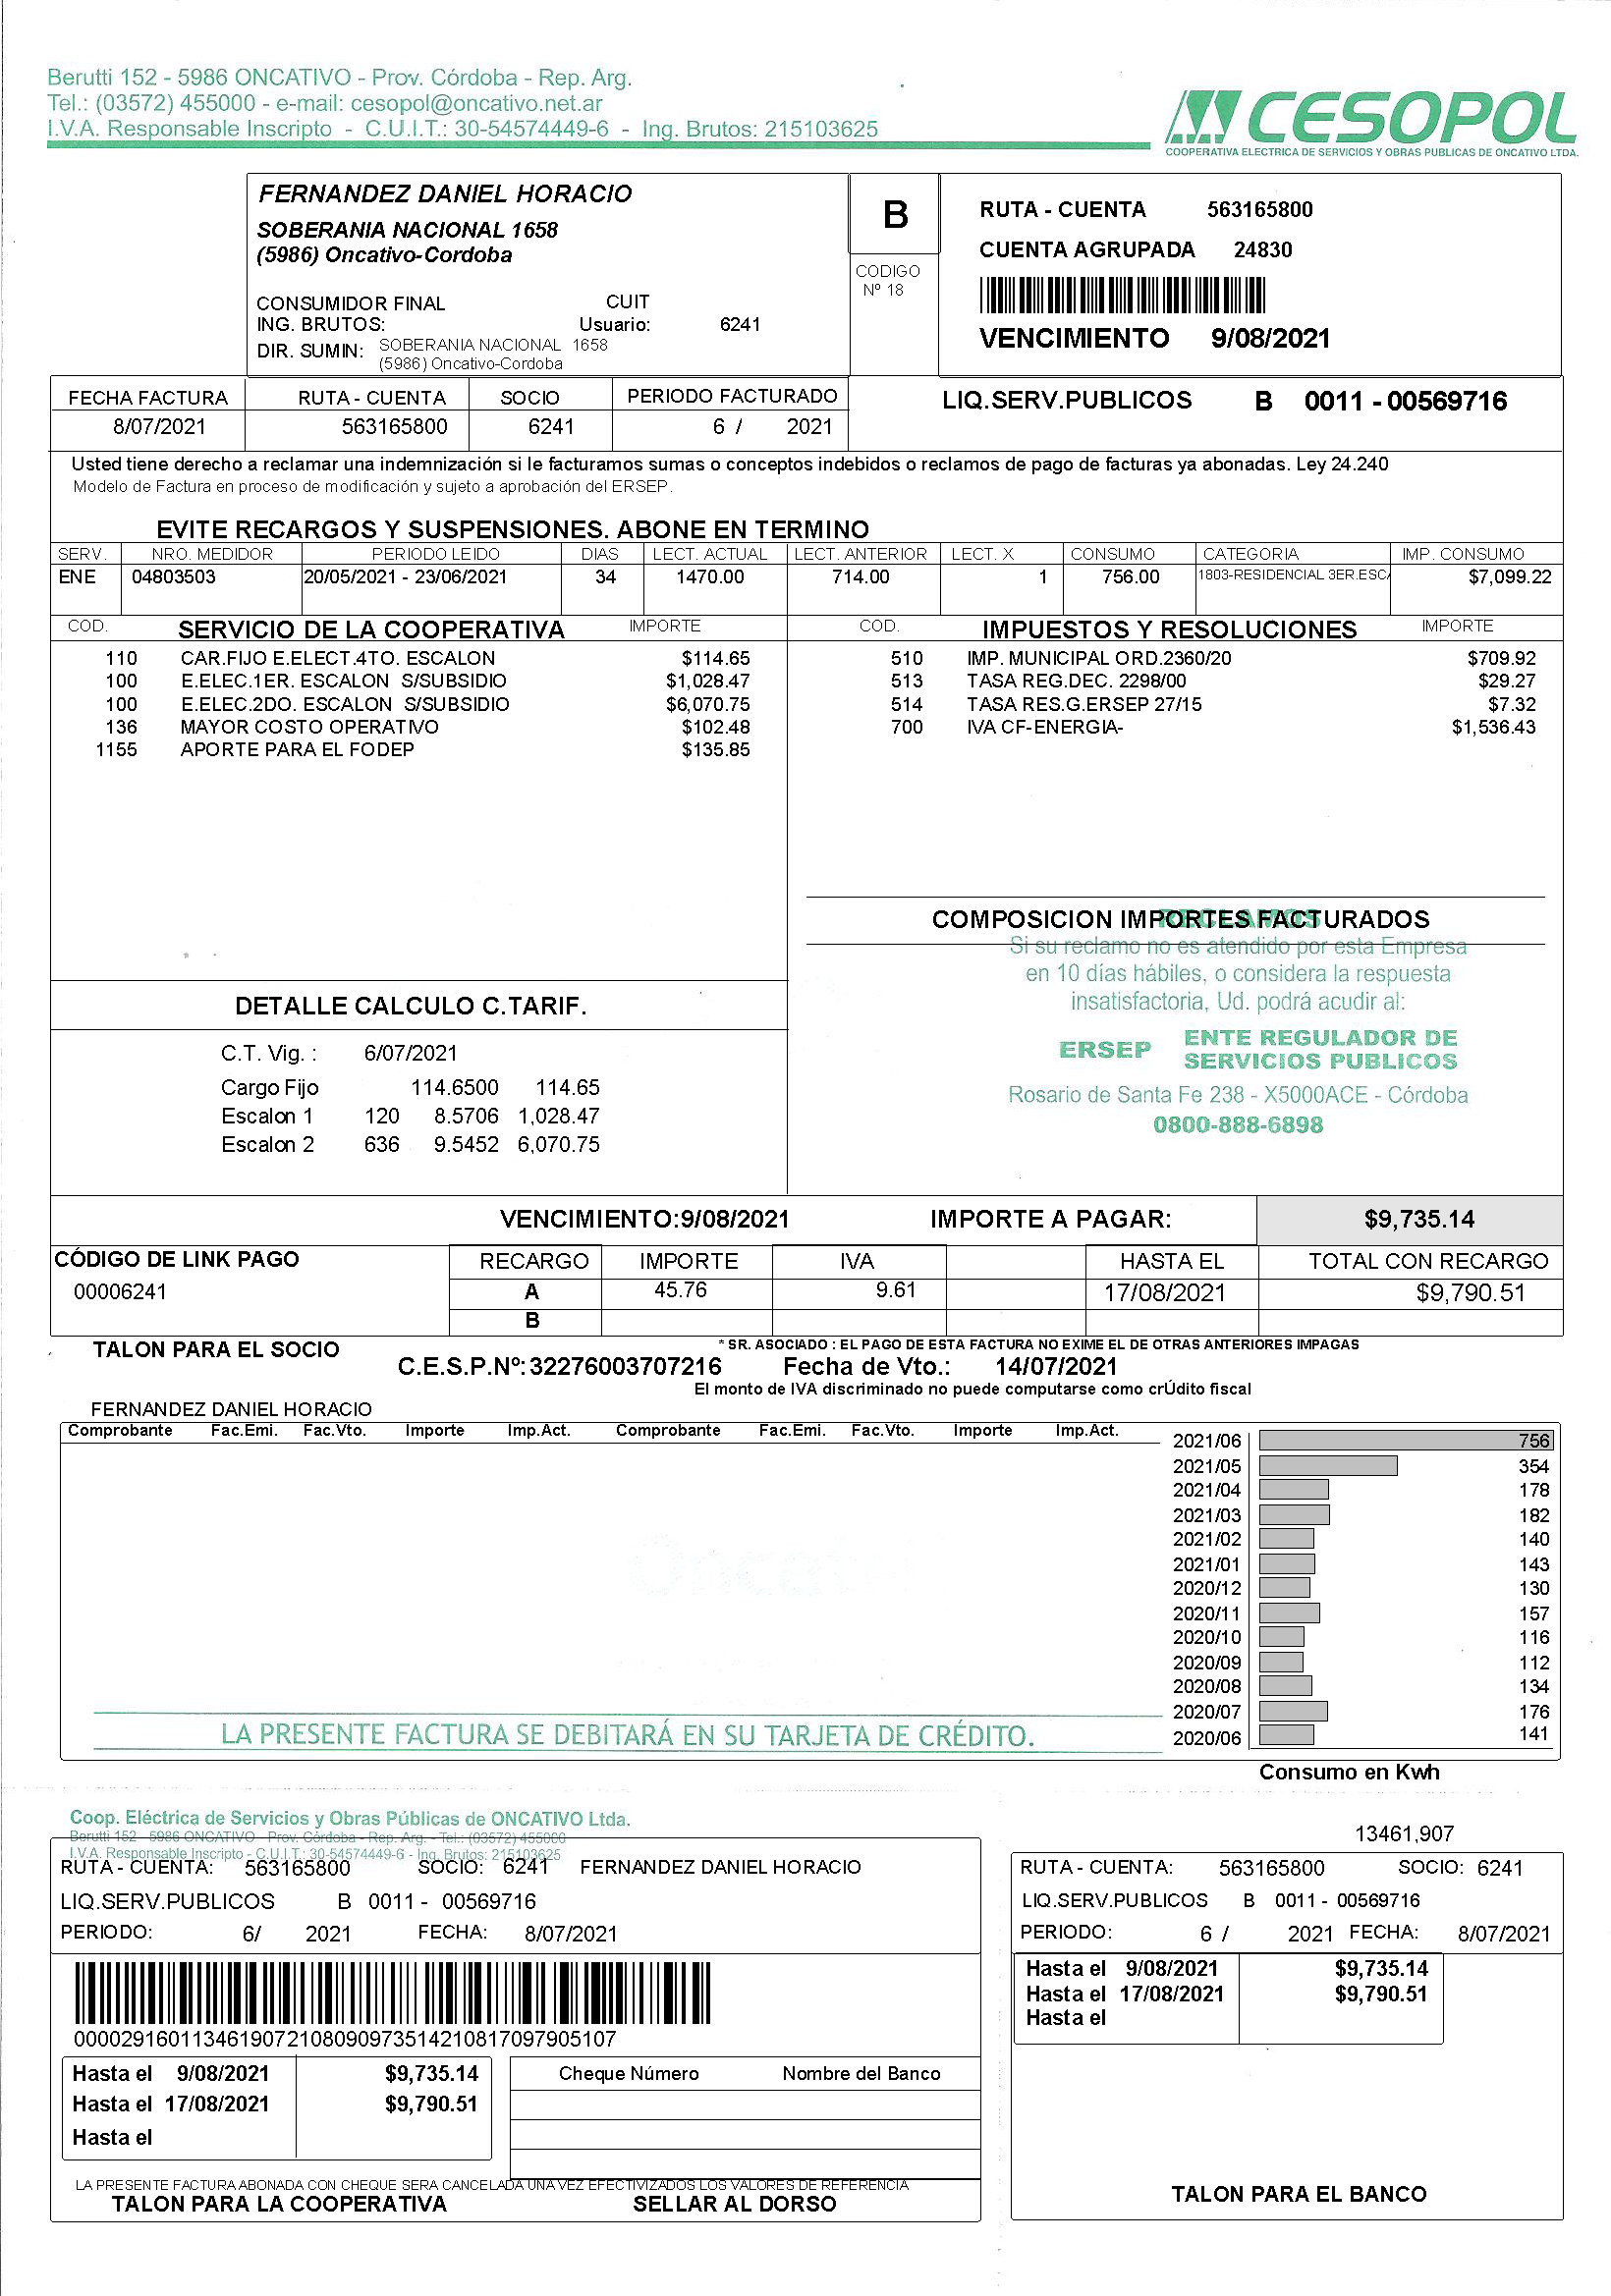 Berutti 152 - 5986 ONCATIVO - Prov. Córdoba - Rep. Arg.
Tel.: (03572) 455000 - e-mail: cesopol@oncativo.net.ar
I.V.A. Responsable Inscripto - C.U.I.T.: 30-54574449-6 - Ing. Brutos: 215103625
CESOPOL
COOPERATIVA ELECTRICA DE SERVICIOS Y OBRAS PUBLICAS DE ONCATIVO LTDA.
FERNANDEZ DANIEL HORACIO
SOBERANIA NACIONAL 1658
(5986) Oncativo-Cordoba
CONSUMIDOR FINAL CUIT
ING. BRUTOS: Usuario: 6241
DIR. SUMIN: SOBERANIA NACIONAL 1658
(5986) Oncativo-Cordoba
B
CODIGO
Nº 18
RUTA - CUENTA 563165800
CUENTA AGRUPADA 24830
VENCIMIENTO 9/08/2021
FECHA FACTURA RUTA - CUENTA SOCIO PERIODO FACTURADO
8/07/2021 563165800 6241 6 / 2021
LIQ.SERV.PUBLICOS B 0011 - 00569716
Usted tiene derecho a reclamar una indemnización si le facturamos sumas o conceptos indebidos o reclamos de pago de facturas ya abonadas. Ley 24.240
Modelo de Factura en proceso de modificación y sujeto a aprobación del ERSEP.
EVITE RECARGOS Y SUSPENSIONES. ABONE EN TERMINO
SERV. NRO. MEDIDOR PERIODO LEIDO DIAS LECT. ACTUAL LECT. ANTERIOR LECT. X CONSUMO CATEGORIA IMP. CONSUMO
ENE 04803503 20/05/2021 - 23/06/2021 34 1470.00 714.00 1 756.00 1803-RESIDENCIAL 3ER.ESCA $7,099.22
COD. SERVICIO DE LA COOPERATIVA IMPORTE
110 CAR.FIJO E.ELECT.4TO. ESCALON $114.65
100 E.ELEC.1ER. ESCALON S/SUBSIDIO $1,028.47
100 E.ELEC.2DO. ESCALON S/SUBSIDIO $6,070.75
136 MAYOR COSTO OPERATIVO $102.48
1155 APORTE PARA EL FODEP $135.85
COD. IMPUESTOS Y RESOLUCIONES IMPORTE
510 IMP. MUNICIPAL ORD.2360/20 $709.92
513 TASA REG.DEC. 2298/00 $29.27
514 TASA RES.G.ERSEP 27/15 $7.32
700 IVA CF-ENERGIA- $1,536.43
COMPOSICION IMPORTES FACTURADOS
RECLAMOS
Si su reclamo no es atendido por esta Empresa
en 10 días hábiles, o considera la respuesta
insatisfactoria, Ud. podrá acudir al:
ERSEP ENTE REGULADOR DE
SERVICIOS PUBLICOS
Rosario de Santa Fe 238 - X5000ACE - Córdoba
0800-888-6898
DETALLE CALCULO C.TARIF.
C.T. Vig. : 6/07/2021
Cargo Fijo 114.6500 114.65
Escalon 1 120 8.5706 1,028.47
Escalon 2 636 9.5452 6,070.75
VENCIMIENTO:9/08/2021 IMPORTE A PAGAR: $9,735.14
CÓDIGO DE LINK PAGO RECARGO IMPORTE IVA HASTA EL TOTAL CON RECARGO
00006241 A 45.76 9.61 17/08/2021 $9,790.51
B
TALON PARA EL SOCIO
* SR. ASOCIADO : EL PAGO DE ESTA FACTURA NO EXIME EL DE OTRAS ANTERIORES IMPAGAS
C.E.S.P.Nº: 32276003707216 Fecha de Vto.: 14/07/2021
El monto de IVA discriminado no puede computarse como crÚdito fiscal
FERNANDEZ DANIEL HORACIO
Comprobante Fac.Emi. Fac.Vto. Importe Imp.Act. Comprobante Fac.Emi. Fac.Vto. Importe Imp.Act.
2021/06 756
2021/05 354
2021/04 178
2021/03 182
2021/02 140
2021/01 143
2020/12 130
2020/11 157
2020/10 116
2020/09 112
2020/08 134
2020/07 176
2020/06 141
LA PRESENTE FACTURA SE DEBITARÁ EN SU TARJETA DE CRÉDITO.
Consumo en Kwh
Coop. Eléctrica de Servicios y Obras Públicas de ONCATIVO Ltda.
Berutti 152 - 5986 ONCATIVO - Prov. Córdoba - Rep. Arg. - Tel.: (03572) 455000
I.V.A. Responsable Inscripto - C.U.I.T.: 30-54574449-6 - Ing. Brutos: 215103625
RUTA - CUENTA: 563165800 SOCIO: 6241 FERNANDEZ DANIEL HORACIO
LIQ.SERV.PUBLICOS B 0011 - 00569716
PERIODO: 6/ 2021 FECHA: 8/07/2021
0000291601134619072108090973514210817097905107
Hasta el 9/08/2021 $9,735.14
Hasta el 17/08/2021 $9,790.51
Hasta el
Cheque Número Nombre del Banco
LA PRESENTE FACTURA ABONADA CON CHEQUE SERA CANCELADA UNA VEZ EFECTIVIZADOS LOS VALORES DE REFERENCIA
TALON PARA LA COOPERATIVA SELLAR AL DORSO
13461,907
RUTA - CUENTA: 563165800 SOCIO: 6241
LIQ.SERV.PUBLICOS B 0011 - 00569716
PERIODO: 6 / 2021 FECHA: 8/07/2021
Hasta el 9/08/2021 $9,735.14
Hasta el 17/08/2021 $9,790.51
Hasta el
TALON PARA EL BANCO